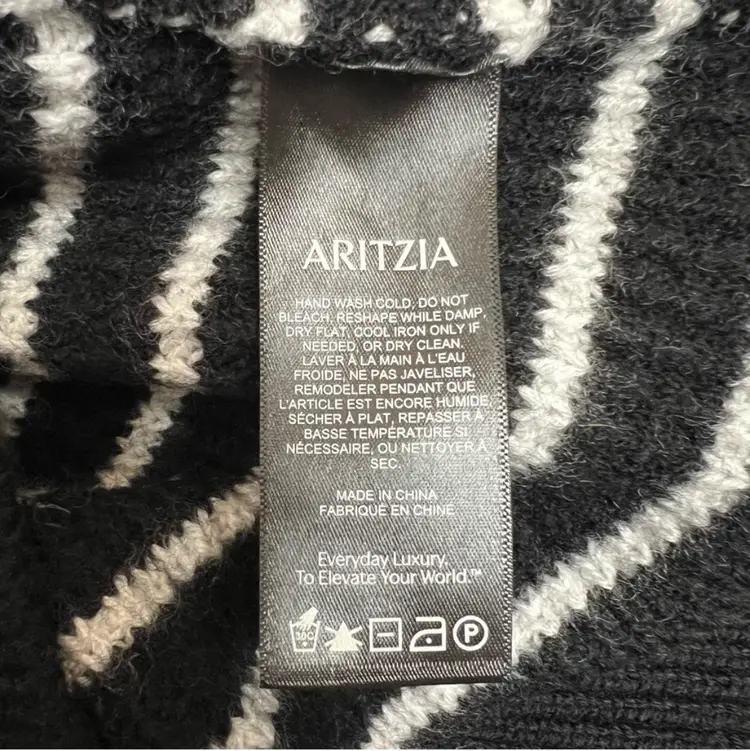 ARITZIA
HAND WASH COLD, DO NOT
BLEACH, RESHAPE WHILE DAMP,
DRY FLAT, COOL IRON ONLY IF
NEEDED, OR DRY CLEAN.
LAVER À LA MAIN À L'EAU
FROIDE, NE PAS JAVELISER,
REMODELER PENDANT QUE
L'ARTICLE EST ENCORE HUMIDE,
SÉCHER À PLAT, REPASSER À
BASSE TEMPÉRATURE SI
NÉCESSAIRE, OU NETTOYER À
SEC.
MADE IN CHINA
FABRIQUÉ EN CHINE
Everyday Luxury.
To Elevate Your World.™
30C P